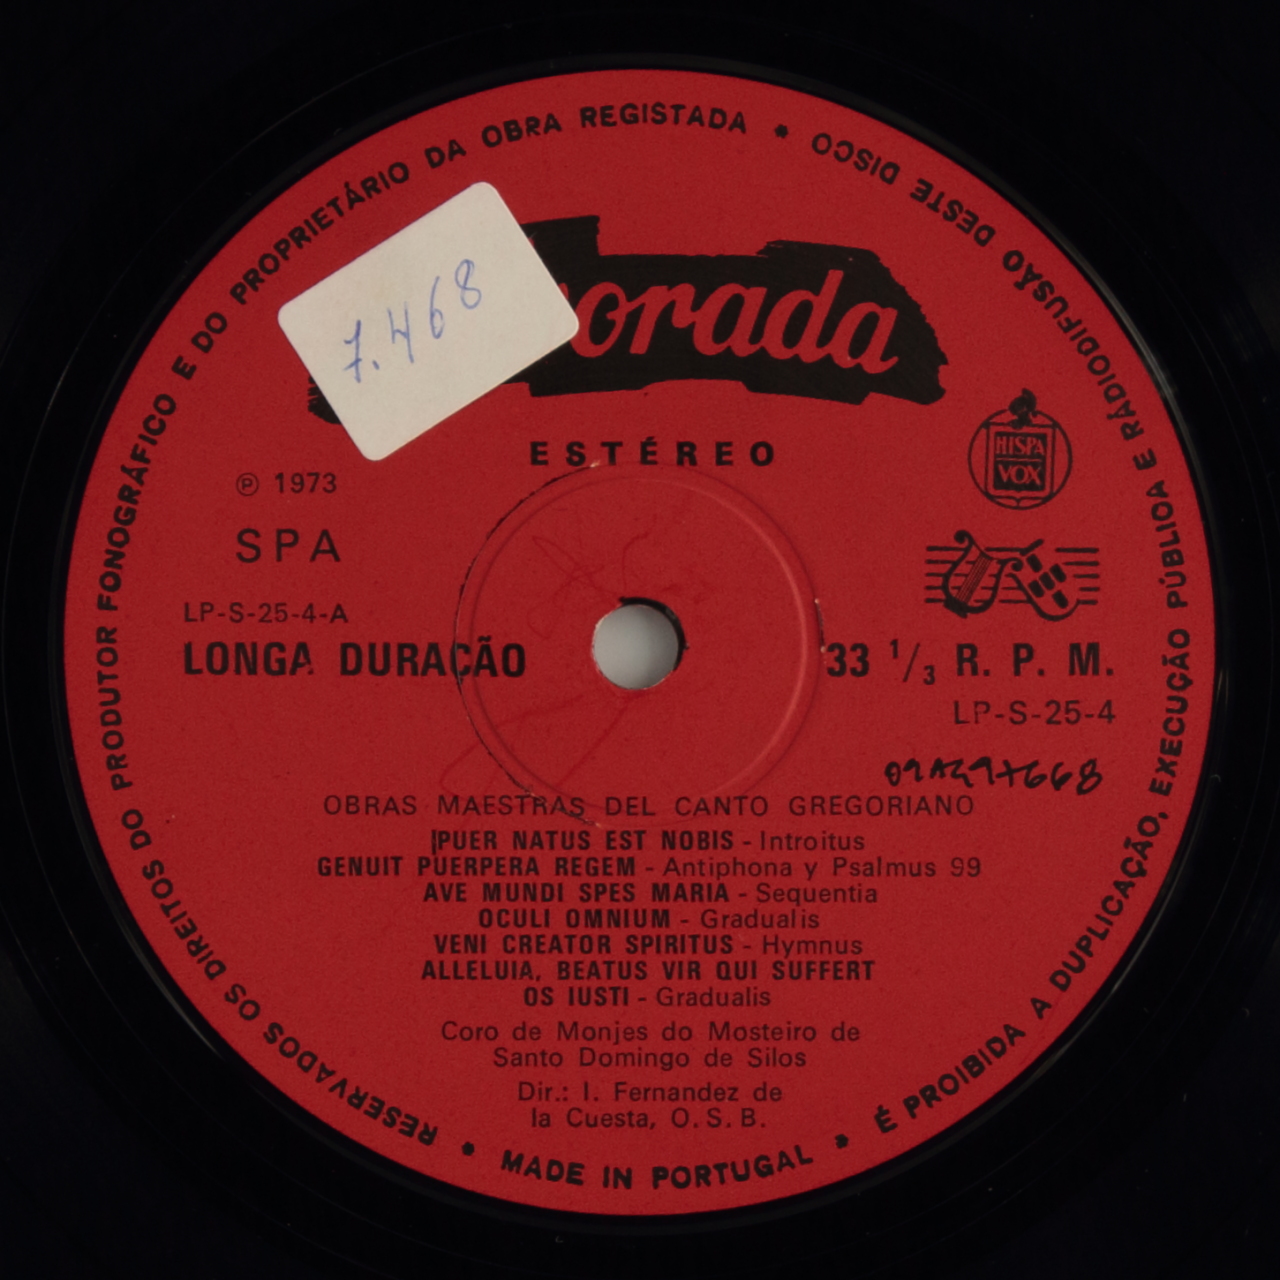 RESERVADOS OS DIREITOS DO PRODUTOR FONOGRÁFICO E DO PROPRIETÁRIO DA OBRA REGISTADA * É PROIBIDA A DUPLICAÇÃO, EXECUÇÃO PÚBLICA E RÁDIODIFUSÃO DESTE DISCO * MADE IN PORTUGAL *
7.468
orada
ESTÉREO
HISPA
VOX
℗ 1973
SPA
LP-S-25-4-A
LONGA DURAÇÃO
33 1/3 R. P. M.
LP-S-25-4
OBRAS MAESTRAS DEL CANTO GREGORIANO
PUER NATUS EST NOBIS - Introitus
GENUIT PUERPERA REGEM - Antiphona y Psalmus 99
AVE MUNDI SPES MARIA - Sequentia
OCULI OMNIUM - Gradualis
VENI CREATOR SPIRITUS - Hymnus
ALLELUIA, BEATUS VIR QUI SUFFERT
OS IUSTI - Gradualis
Coro de Monjes do Mosteiro de
Santo Domingo de Silos
Dir.: I. Fernandez de
la Cuesta, O. S. B.